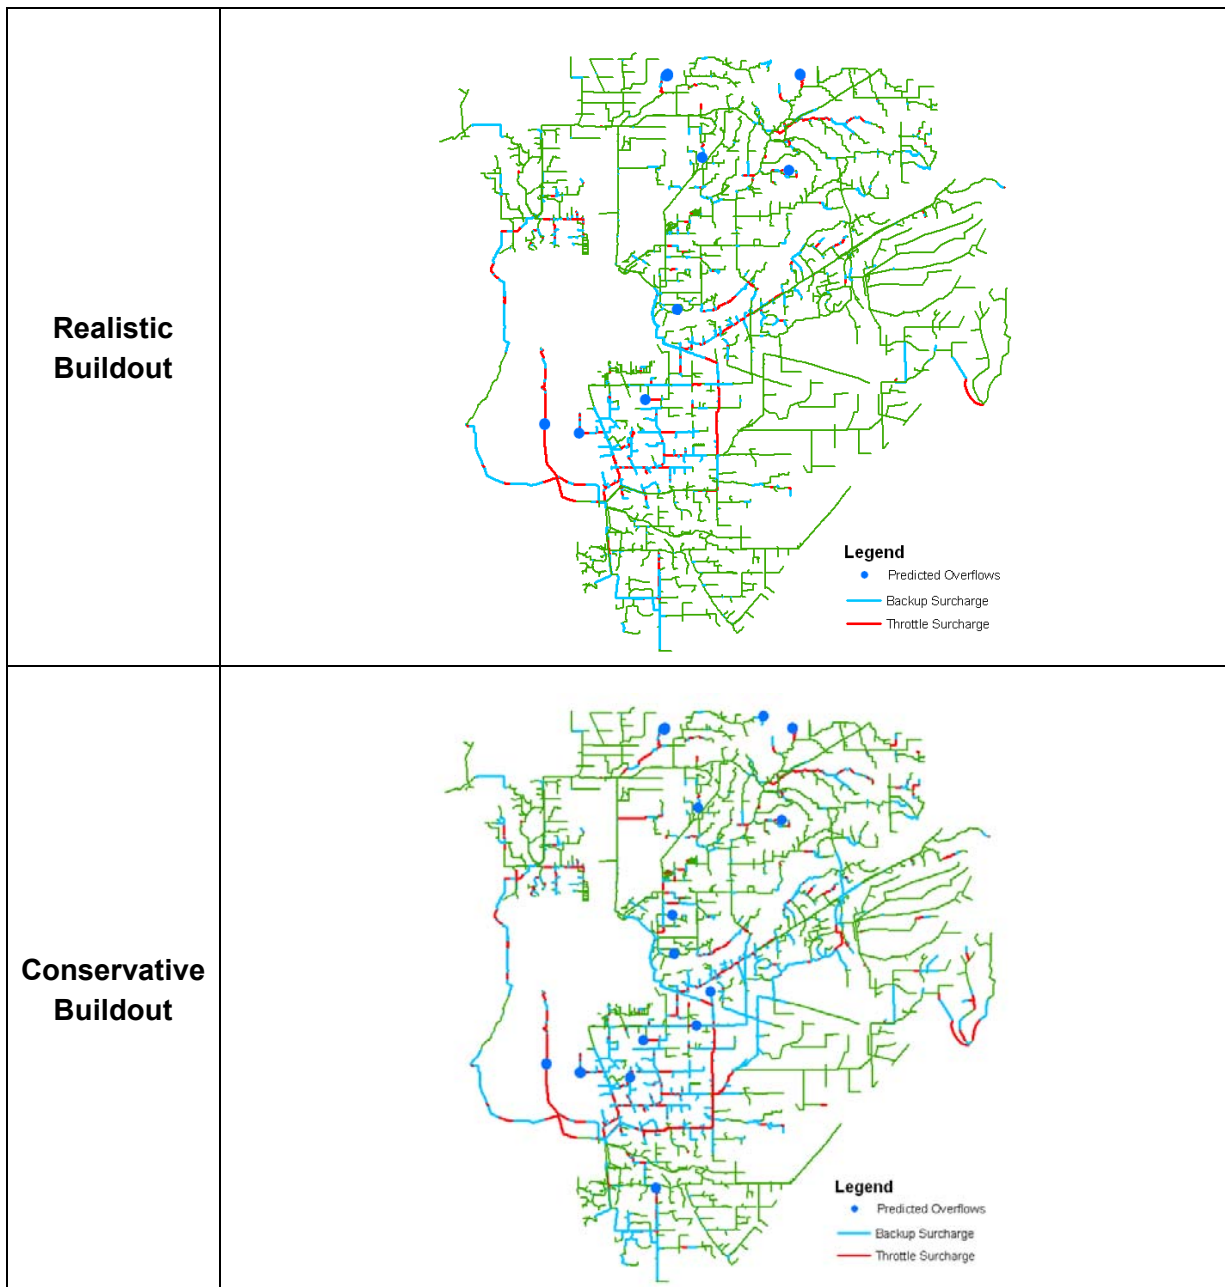 Realistic
Buildout
Legend
Predicted Overflows
Backup Surcharge
Throttle Surcharge
Conservative
Buildout
Legend
Predicted Overflows
Backup Surcharge
Throttle Surcharge